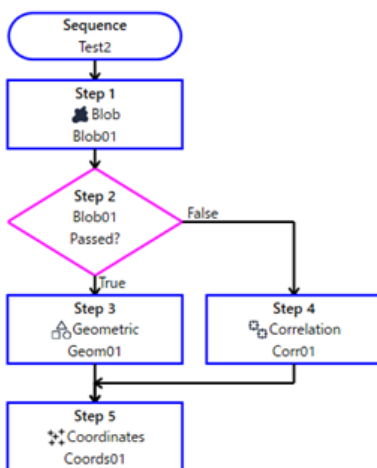 Sequence
Test2
Step 1
Blob
Blob01
Step 2
Blob01
Passed?
False
True
Step 3
Geometric
Geom01
Step 4
Correlation
Corr01
Step 5
Coordinates
Coords01